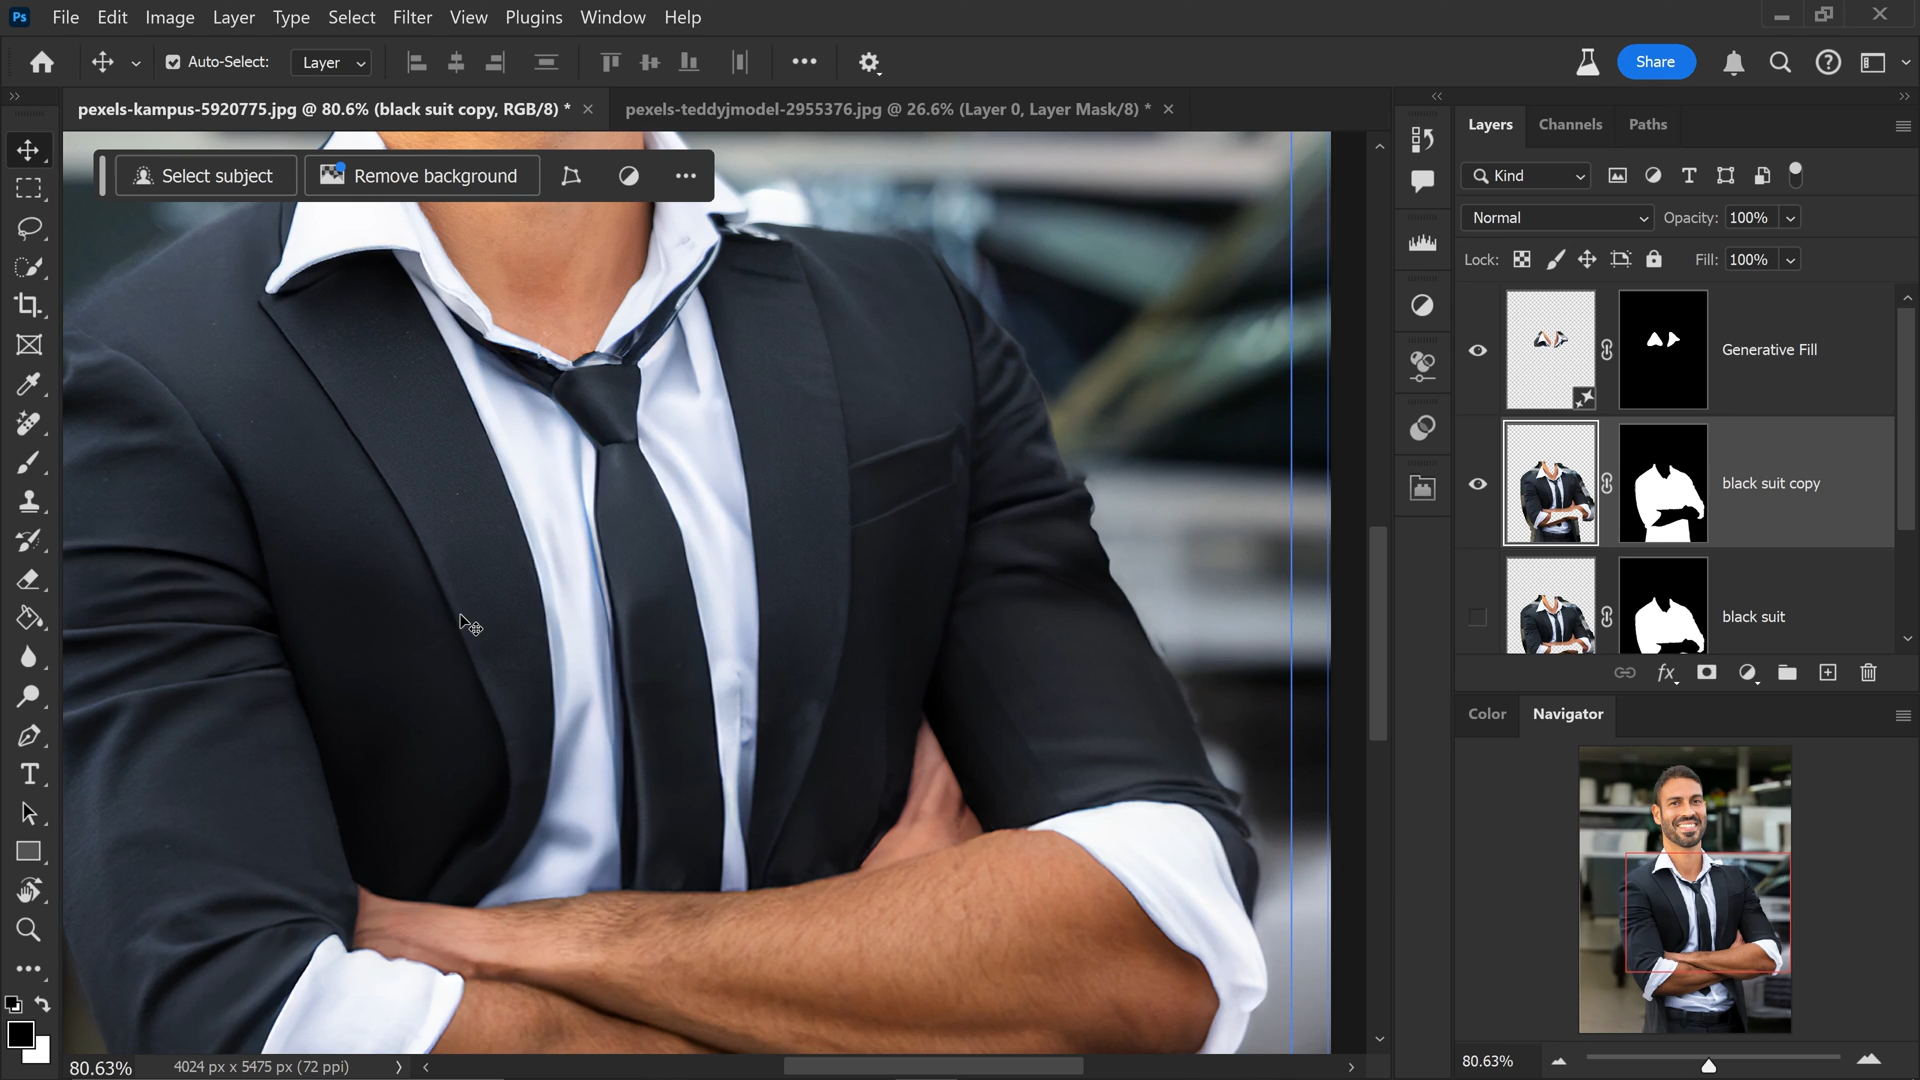 Ps File Edit Image Layer Type Select Filter View Plugins Window Help
Auto-Select: Layer Share
pexels-kampus-5920775.jpg @ 80.6% (black suit copy, RGB/8) * pexels-teddyjmodel-2955376.jpg @ 26.6% (Layer 0, Layer Mask/8) *
Select subject Remove background
Layers Channels Paths
Kind
Normal Opacity: 100%
Lock: Fill: 100%
Generative Fill
black suit copy
black suit
fx
Color Navigator
80.63% 4024 px x 5475 px (72 ppi)
80.63%